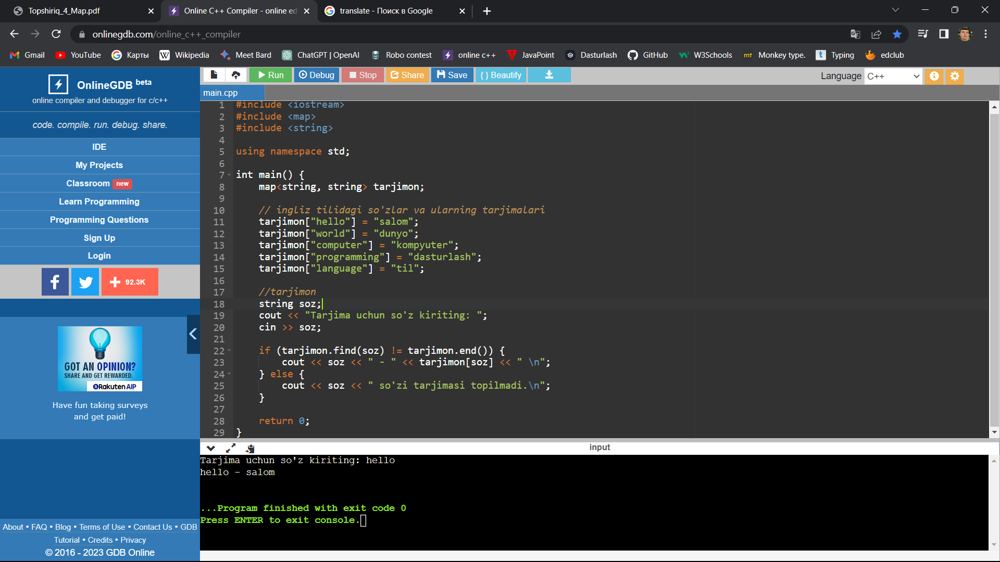 Topshiriq_4_Map.pdf
Online C++ Compiler - online ed
translate - Поиск в Google
onlinegdb.com/online_c++_compiler
Gmail YouTube Карты Wikipedia Meet Bard ChatGPT | OpenAI Robo contest online c++ JavaPoint Dasturlash GitHub W3Schools Monkey type. Typing edclub
OnlineGDB beta
online compiler and debugger for c/c++
code. compile. run. debug. share.
IDE
My Projects
Classroom new
Learn Programming
Programming Questions
Sign Up
Login
92.3K
GOT AN OPINION?
SHARE AND GET REWARDED.
Rakuten AIP
Have fun taking surveys
and get paid!
About • FAQ • Blog • Terms of Use • Contact Us • GDB
Tutorial • Credits • Privacy
© 2016 - 2023 GDB Online
Run Debug Stop Share Save { } Beautify Language C++
main.cpp
1 #include <iostream>
2 #include <map>
3 #include <string>
4
5 using namespace std;
6
7 int main() {
8 map<string, string> tarjimon;
9
10 // ingliz tilidagi so'zlar va ularning tarjimalari
11 tarjimon["hello"] = "salom";
12 tarjimon["world"] = "dunyo";
13 tarjimon["computer"] = "kompyuter";
14 tarjimon["programming"] = "dasturlash";
15 tarjimon["language"] = "til";
16
17 //tarjimon
18 string soz;
19 cout << "Tarjima uchun so'z kiriting: ";
20 cin >> soz;
21
22 if (tarjimon.find(soz) != tarjimon.end()) {
23 cout << soz << " - " << tarjimon[soz] << " \n";
24 } else {
25 cout << soz << " so'zi tarjimasi topilmadi.\n";
26 }
27
28 return 0;
29 }
input
Tarjima uchun so'z kiriting: hello
hello - salom
...Program finished with exit code 0
Press ENTER to exit console.